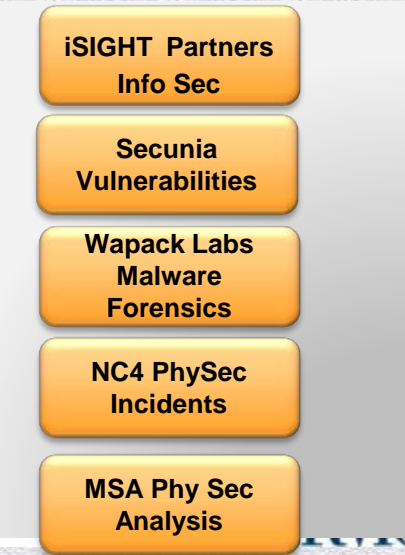 iSIGHT Partners
Info Sec
Secunia
Vulnerabilities
Wapack Labs
Malware
Forensics
NC4 PhySec
Incidents
MSA Phy Sec
Analysis